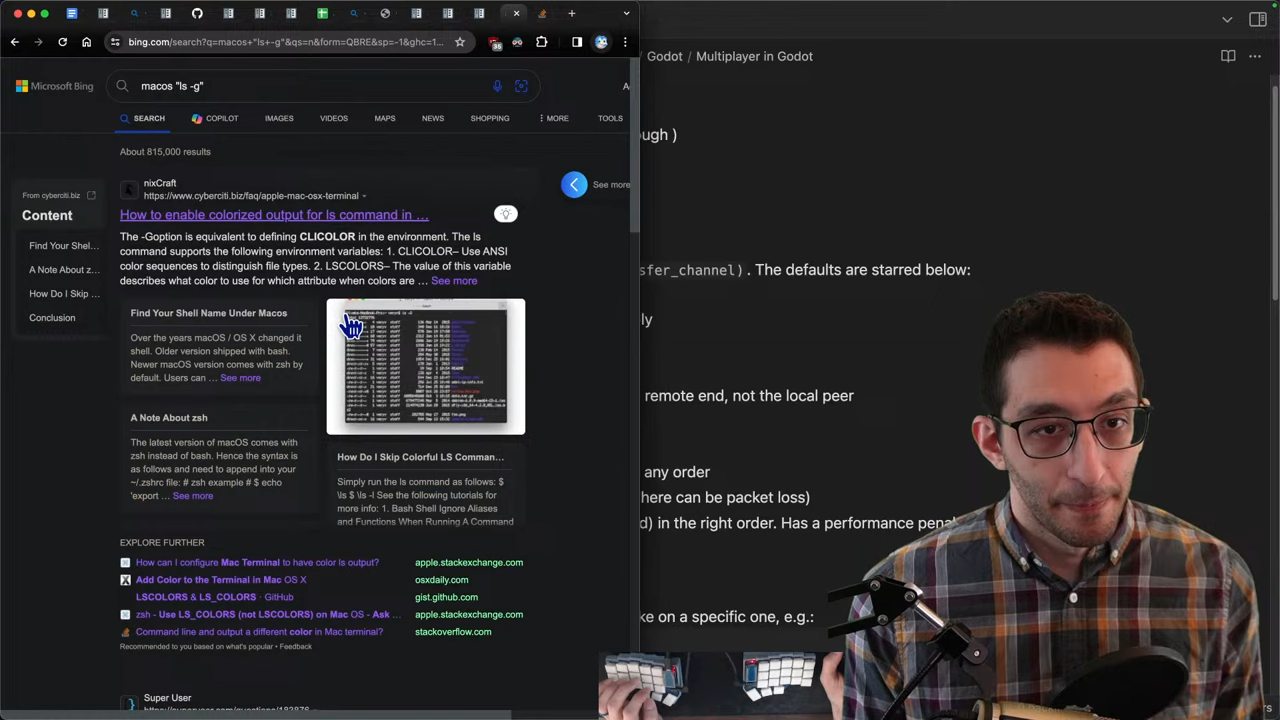 bing.com/search?q=macos+"ls+-g"&qs=n&form=QBRE&sp=-1&ghc=1...
Godot / Multiplayer in Godot
Microsoft Bing
macos "ls -g"
SEARCH
COPILOT
IMAGES
VIDEOS
MAPS
NEWS
SHOPPING
MORE
TOOLS
ough )
About 815,000 results
From cyberciti.biz
Content
Find Your Shel...
A Note About z...
How Do I Skip ...
Conclusion
nixCraft
https://www.cyberciti.biz/faq/apple-mac-osx-terminal
See more
How to enable colorized output for ls command in ...
The -Goption is equivalent to defining CLICOLOR in the environment. The ls
command supports the following environment variables: 1. CLICOLOR– Use ANSI
color sequences to distinguish file types. 2. LSCOLORS– The value of this variable
describes what color to use for which attribute when colors are ... See more
Find Your Shell Name Under Macos
Over the years macOS / OS X changed it
shell. Older version shipped with bash.
Newer macOS version comes with zsh by
default. Users can ... See more
A Note About zsh
The latest version of macOS comes with
zsh instead of bash. Hence the syntax is
as follows and need to append into your
~/.zshrc file: # zsh example # $ echo
'export ... See more
How Do I Skip Colorful LS Comman...
Simply run the ls command as follows: $
\ls $ \ls -l See the following tutorials for
more info: 1. Bash Shell Ignore Aliases
and Functions When Running A Command
EXPLORE FURTHER
How can I configure Mac Terminal to have color ls output?
apple.stackexchange.com
Add Color to the Terminal in Mac OS X
osxdaily.com
LSCOLORS & LS_COLORS · GitHub
gist.github.com
zsh - Use LS_COLORS (not LSCOLORS) on Mac OS - Ask ...
apple.stackexchange.com
Command line and output a different color in Mac terminal?
stackoverflow.com
Recommended to you based on what's popular • Feedback
Super User
sfer_channel). The defaults are starred below:
ly
remote end, not the local peer
any order
here can be packet loss)
d) in the right order. Has a performance penal
ke on a specific one, e.g.: